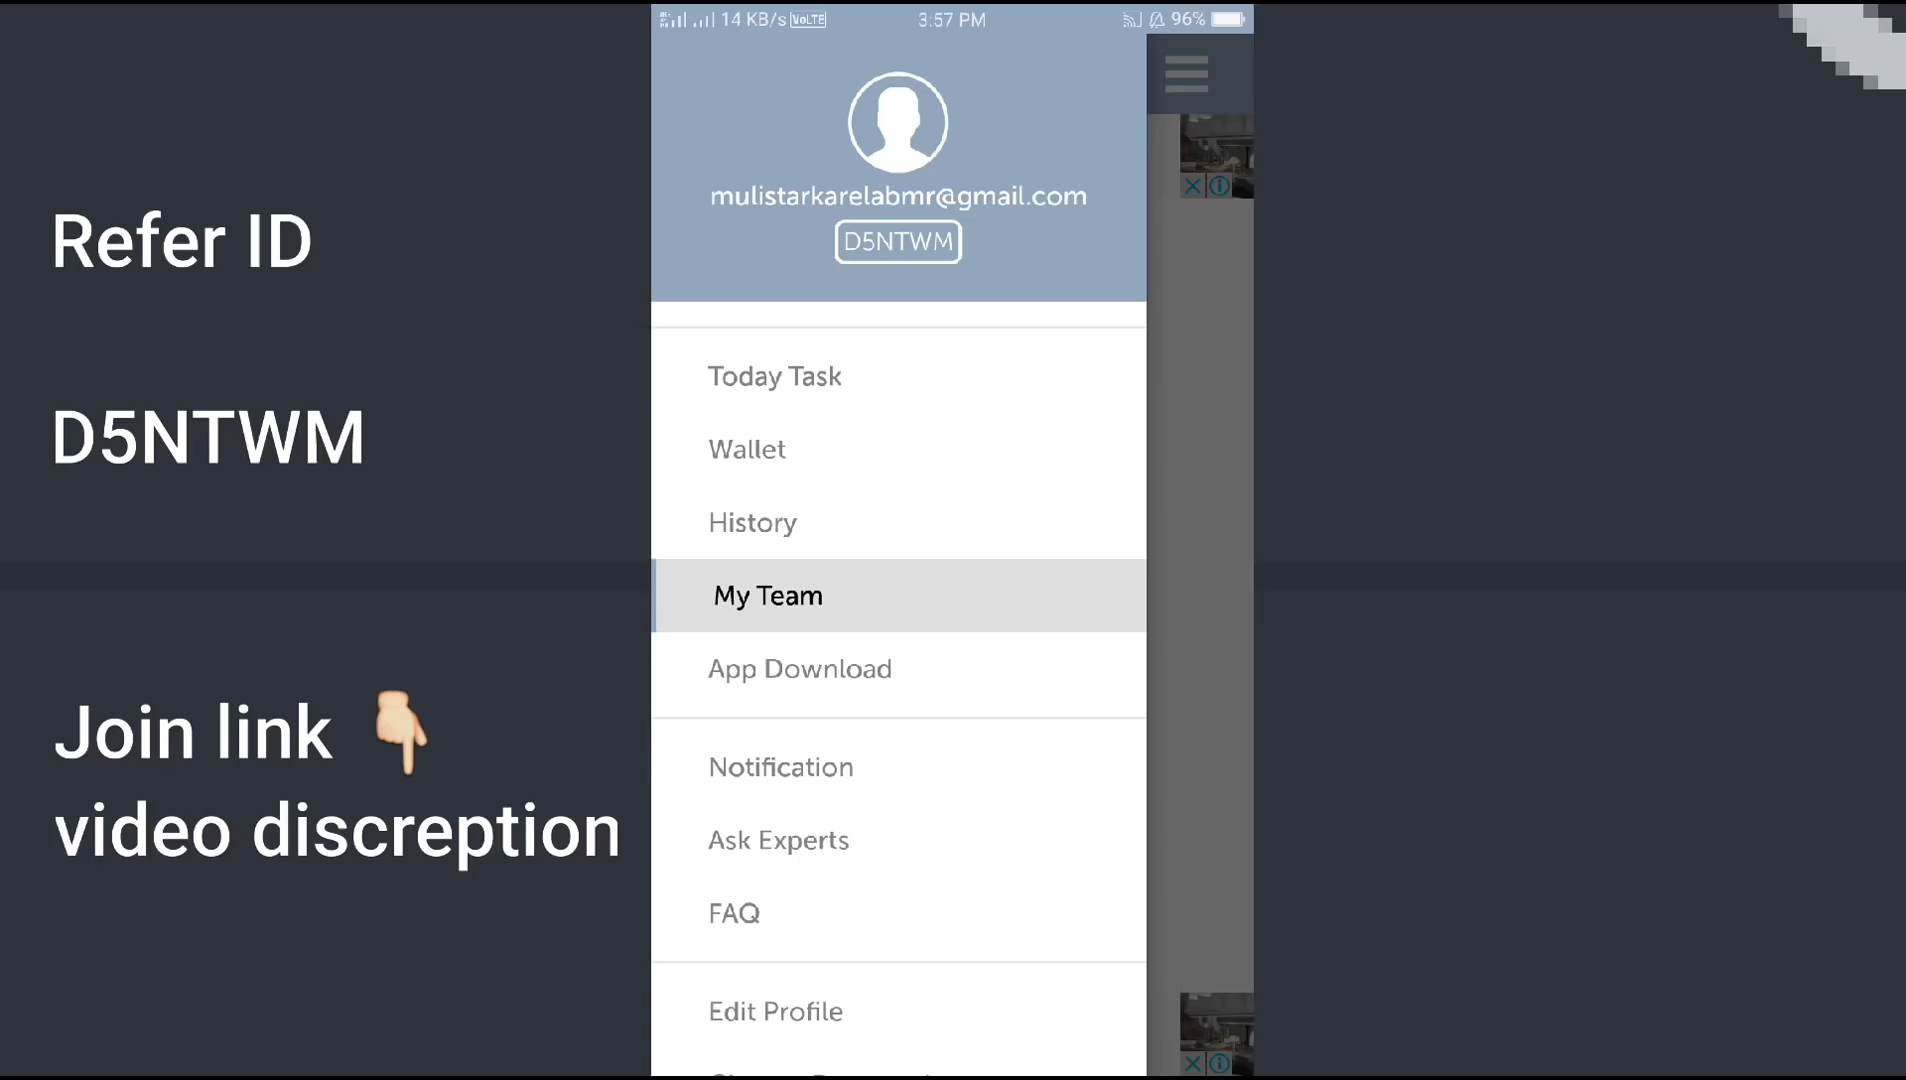 14 KB/s VoLTE 3:57 PM 96%
mulistarkarelabmr@gmail.com
D5NTWM
Refer ID
D5NTWM
Join link 👇🏼
video discreption
Today Task
Wallet
History
My Team
App Download
Notification
Ask Experts
FAQ
Edit Profile